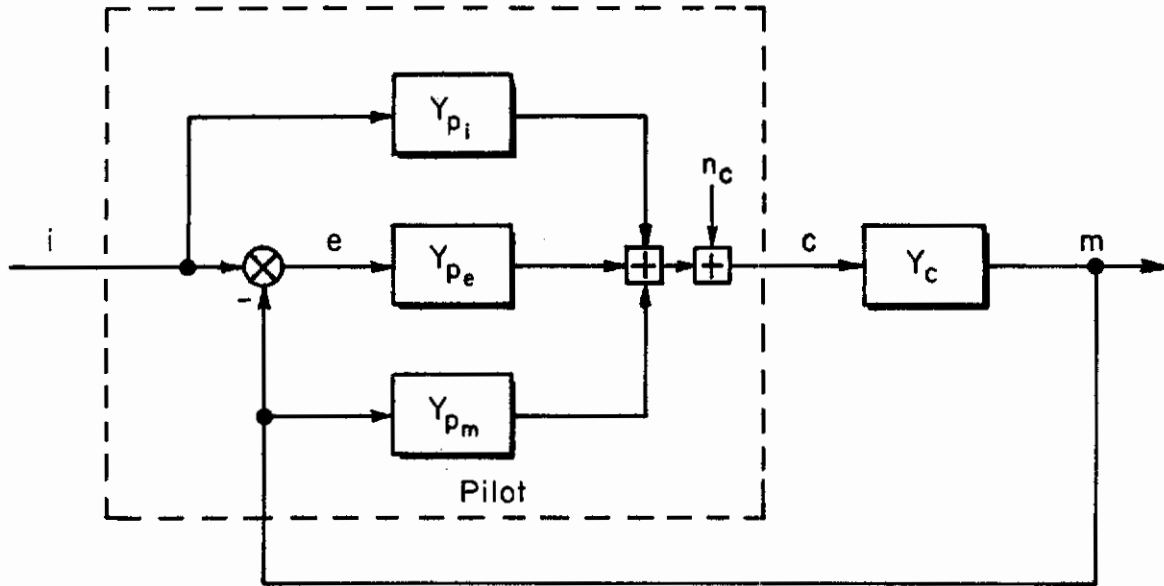 Y_{p_i}
n_c
i
e
Y_{p_e}
+
+
c
Y_c
m
-
Y_{p_m}
Pilot